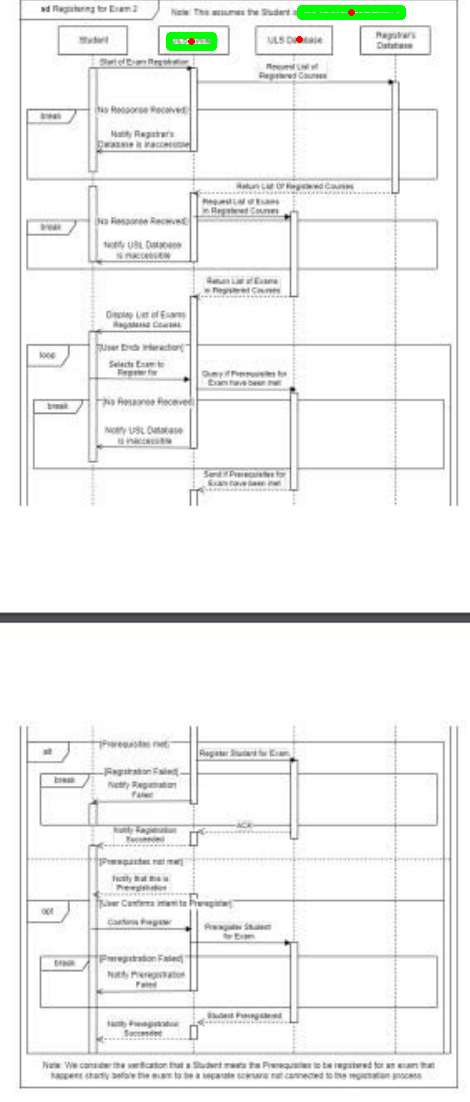 sd Registering for Exam 2
Note: This assumes the Student is
Student
ULS Database
Registrar's
Database
Start of Exam Registration
Request List of
Registered Courses
break
[No Response Received]
Notify Registrar's
Database is inaccessible
Return List Of Registered Courses
Request List of Exams
in Registered Courses
break
[No Response Received]
Notify USL Database
is inaccessible
Return List of Exams
in Registered Courses
Display List of Exams
Registered Courses
loop
[User Ends Interaction]
Selects Exam to
Register for
Query if Prerequisites for
Exam have been met
break
[No Response Received]
Notify USL Database
is inaccessible
Send if Prerequisites for
Exam have been met
alt
[Prerequisites met]
Register Student for Exam
break
[Registration Failed]
Notify Registration
Failed
ACK
Notify Registration
Succeeded
[Prerequisites not met]
Notify that this is
Preregistration
opt
[User Confirms intent to Preregister]
Confirms Pregister
Preregister Student
for Exam
break
[Preregistration Failed]
Notify Preregistration
Failed
Student Preregistered
Notify Preregistration
Succeeded
Note: We consider the verification that a Student meets the Prerequisites to be registered for an exam that
happens shortly before the exam to be a separate scenario not connected to the registration process